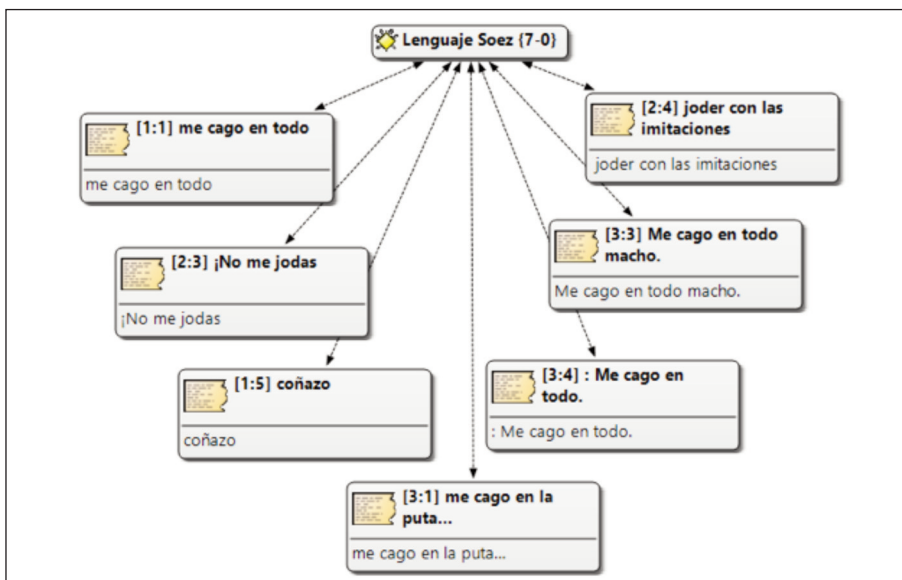 Lenguaje Soez {7-0}
[1:1] me cago en todo
me cago en todo
[2:4] joder con las
imitaciones
joder con las imitaciones
[2:3] ¡No me jodas
¡No me jodas
[3:3] Me cago en todo
macho.
Me cago en todo macho.
[1:5] coñazo
coñazo
[3:4] : Me cago en
todo.
: Me cago en todo.
[3:1] me cago en la
puta...
me cago en la puta...